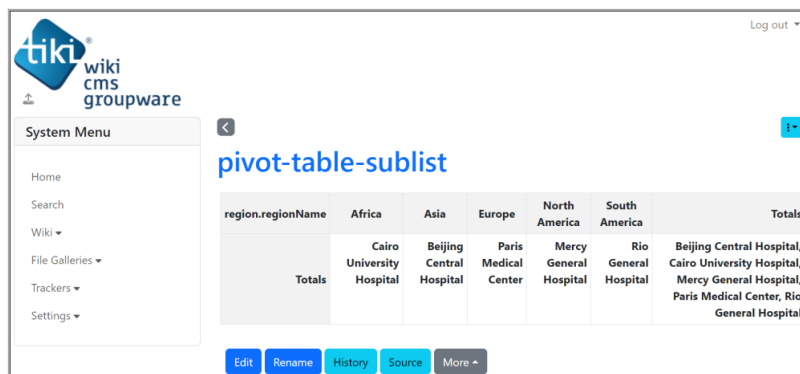 Log out
tiki®
wiki
cms
groupware
System Menu
Home
Search
Wiki
File Galleries
Trackers
Settings
pivot-table-sublist
region.regionName Africa Asia Europe North America South America Totals
Totals Cairo University Hospital Beijing Central Hospital Paris Medical Center Mercy General Hospital Rio General Hospital Beijing Central Hospital, Cairo University Hospital, Mercy General Hospital, Paris Medical Center, Rio General Hospital
Edit Rename History Source More